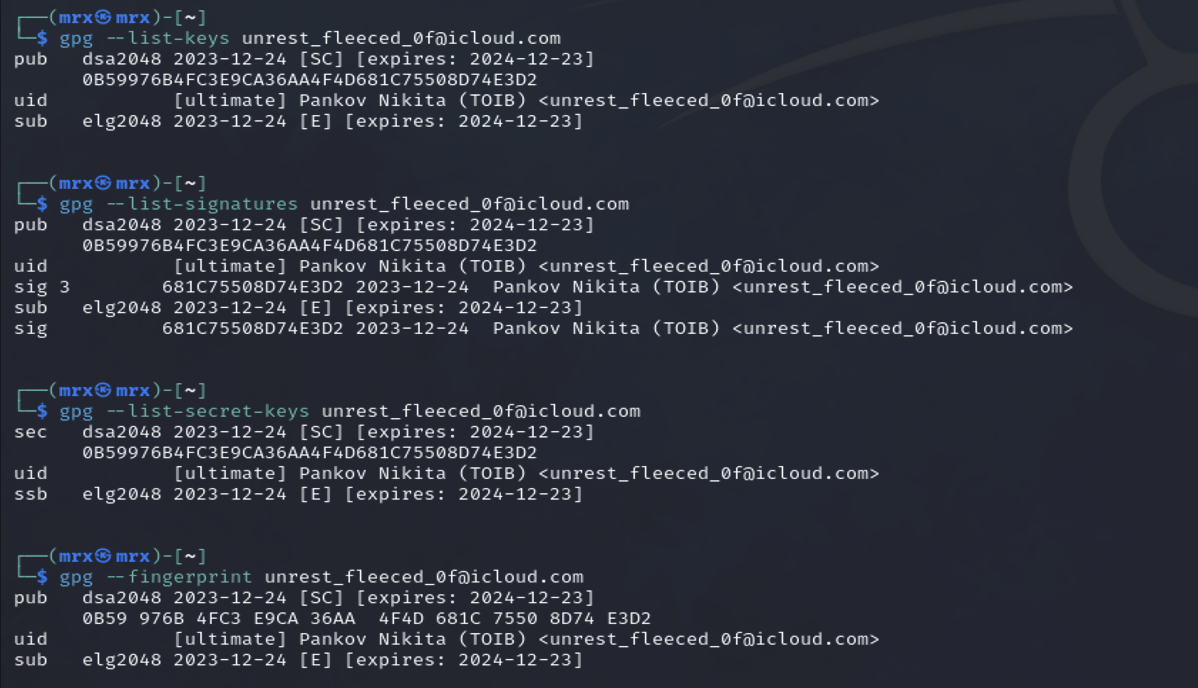 ┌──(mrx㉿mrx)-[~]
└─$ gpg --list-keys unrest_fleeced_0f@icloud.com
pub   dsa2048 2023-12-24 [SC] [expires: 2024-12-23]
      0B59976B4FC3E9CA36AA4F4D681C75508D74E3D2
uid           [ultimate] Pankov Nikita (TOIB) <unrest_fleeced_0f@icloud.com>
sub   elg2048 2023-12-24 [E] [expires: 2024-12-23]
┌──(mrx㉿mrx)-[~]
└─$ gpg --list-signatures unrest_fleeced_0f@icloud.com
pub   dsa2048 2023-12-24 [SC] [expires: 2024-12-23]
      0B59976B4FC3E9CA36AA4F4D681C75508D74E3D2
uid           [ultimate] Pankov Nikita (TOIB) <unrest_fleeced_0f@icloud.com>
sig 3        681C75508D74E3D2 2023-12-24  Pankov Nikita (TOIB) <unrest_fleeced_0f@icloud.com>
sub   elg2048 2023-12-24 [E] [expires: 2024-12-23]
sig          681C75508D74E3D2 2023-12-24  Pankov Nikita (TOIB) <unrest_fleeced_0f@icloud.com>
┌──(mrx㉿mrx)-[~]
└─$ gpg --list-secret-keys unrest_fleeced_0f@icloud.com
sec   dsa2048 2023-12-24 [SC] [expires: 2024-12-23]
      0B59976B4FC3E9CA36AA4F4D681C75508D74E3D2
uid           [ultimate] Pankov Nikita (TOIB) <unrest_fleeced_0f@icloud.com>
ssb   elg2048 2023-12-24 [E] [expires: 2024-12-23]
┌──(mrx㉿mrx)-[~]
└─$ gpg --fingerprint unrest_fleeced_0f@icloud.com
pub   dsa2048 2023-12-24 [SC] [expires: 2024-12-23]
      0B59 976B 4FC3 E9CA 36AA  4F4D 681C 7550 8D74 E3D2
uid           [ultimate] Pankov Nikita (TOIB) <unrest_fleeced_0f@icloud.com>
sub   elg2048 2023-12-24 [E] [expires: 2024-12-23]